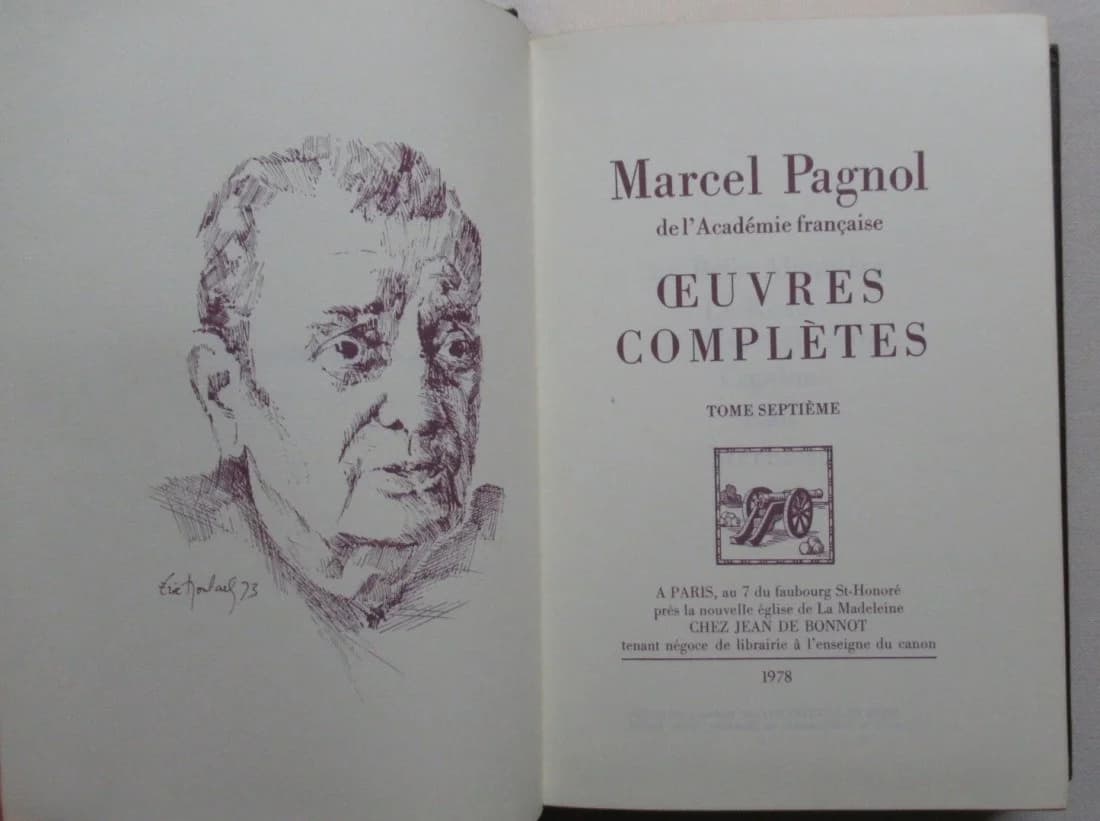 73
Marcel Pagnol
de l'Académie française
ŒUVRES
COMPLÈTES
TOME SEPTIÈME
A PARIS, au 7 du faubourg St-Honoré
près la nouvelle église de La Madeleine
CHEZ JEAN DE BONNOT
tenant négoce de librairie à l'enseigne du canon
1978